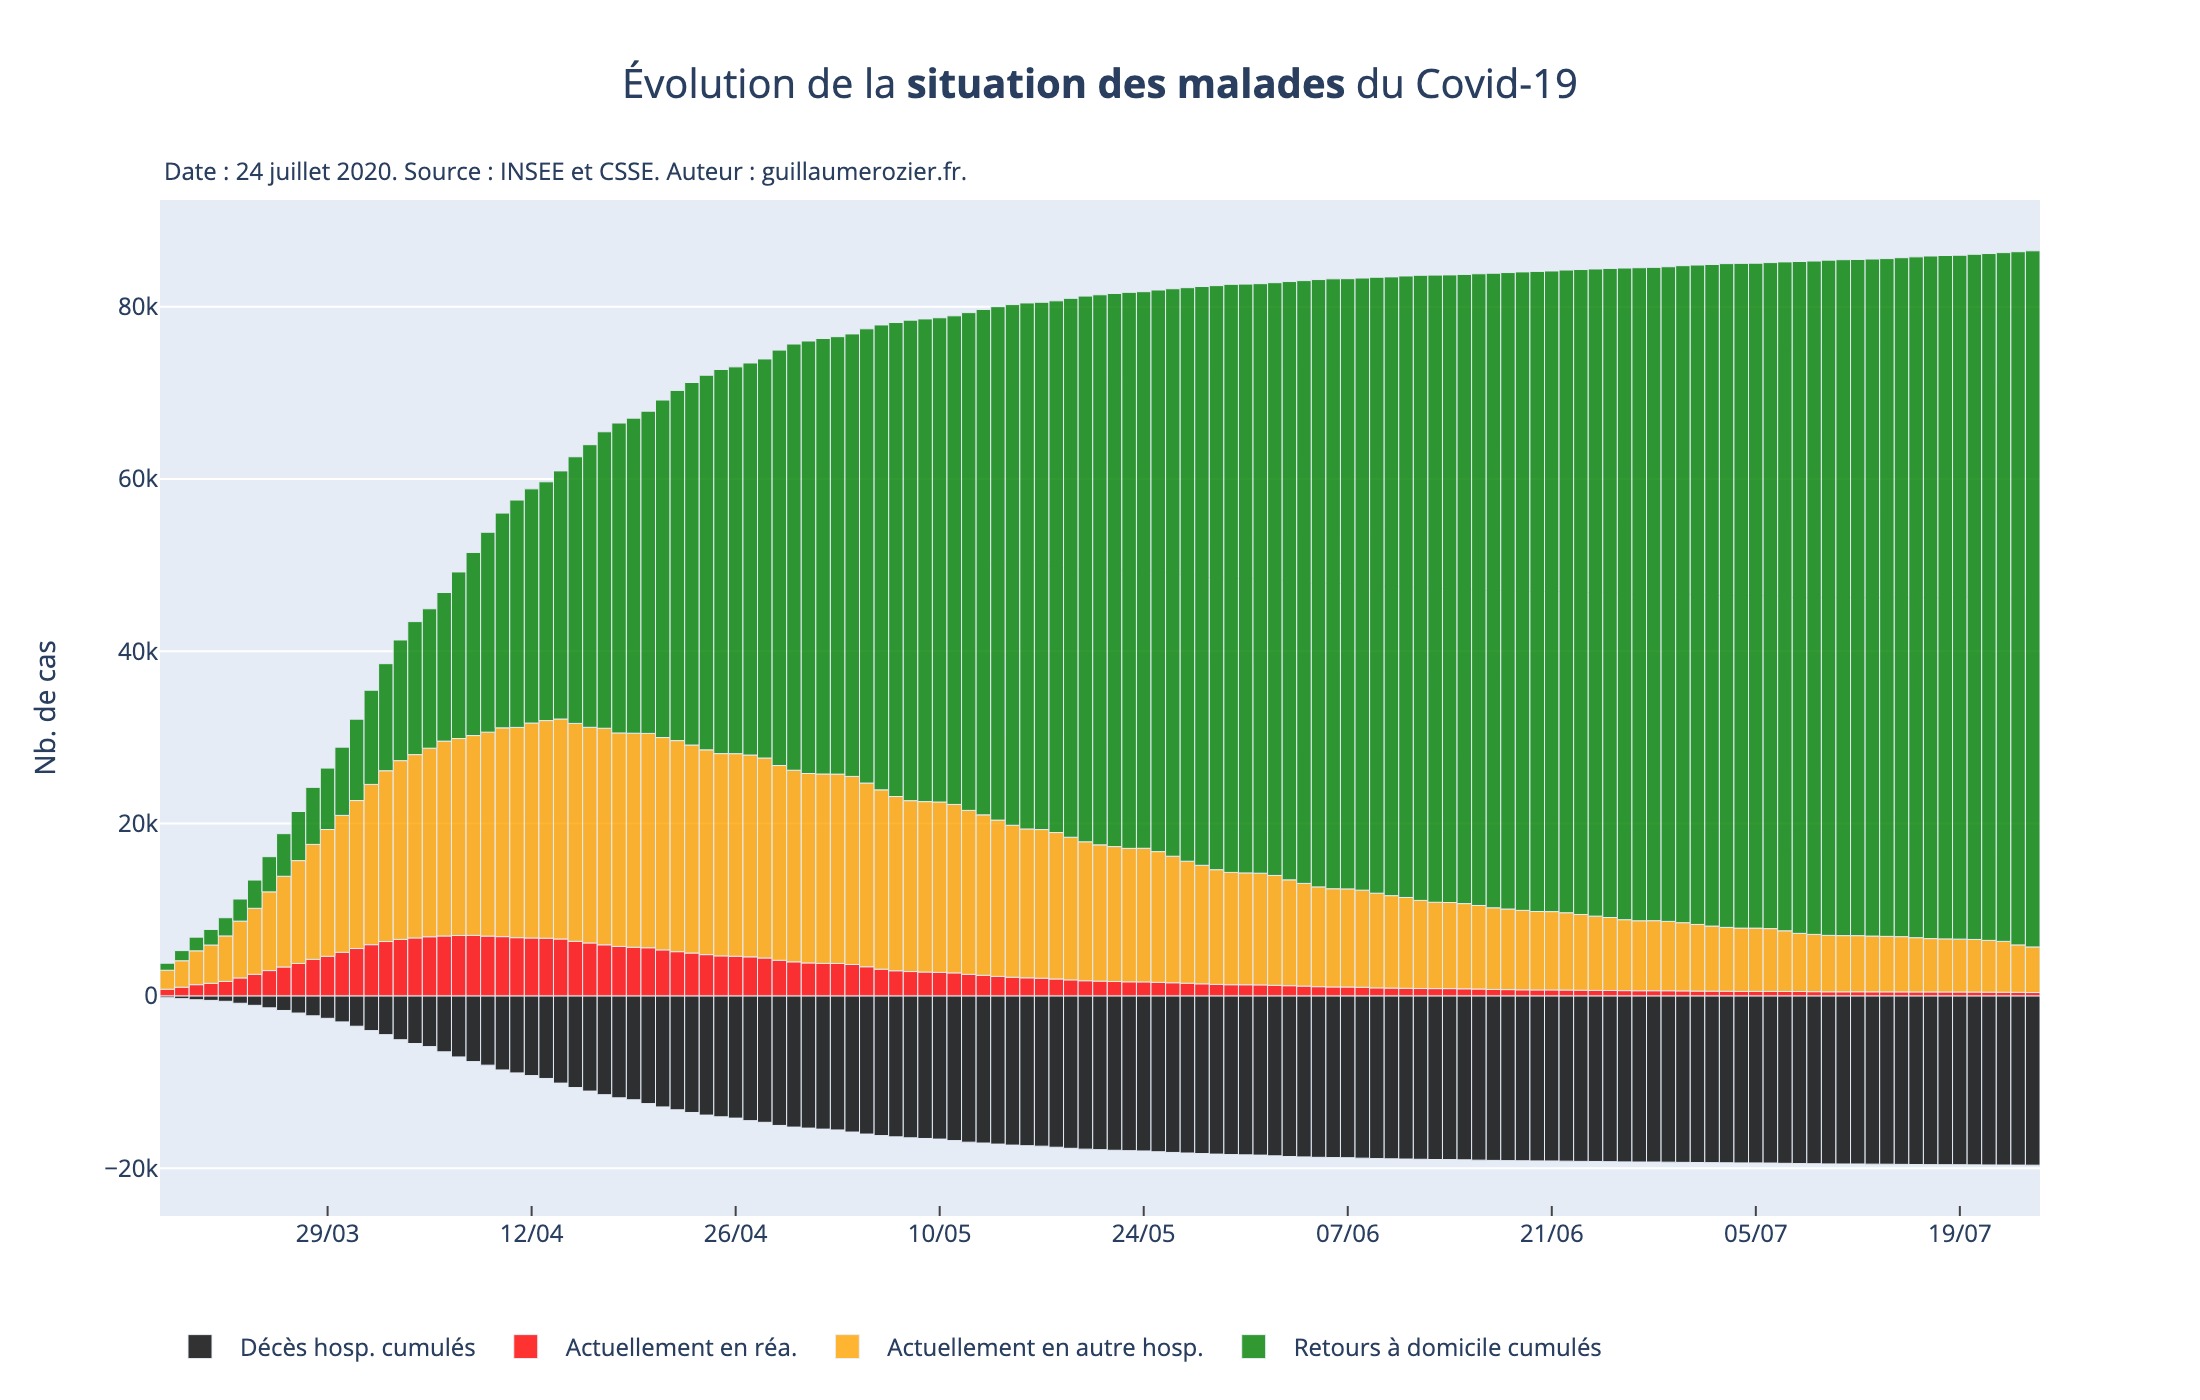 Évolution de la situation des malades du Covid-19
Date : 24 juillet 2020. Source : INSEE et CSSE. Auteur : guillaumerozier.fr.
Nb. de cas
80k
60k
40k
20k
0
−20k
29/03 12/04 26/04 10/05 24/05 07/06 21/06 05/07 19/07
Décès hosp. cumulés Actuellement en réa. Actuellement en autre hosp. Retours à domicile cumulés